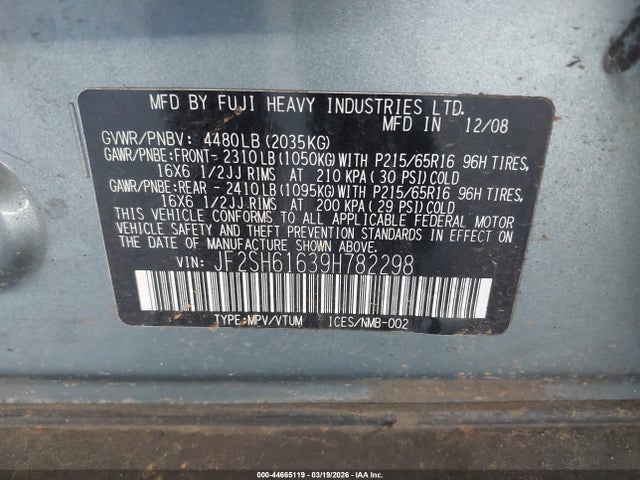 MFD BY FUJI HEAVY INDUSTRIES LTD.
MFD IN 12/08
GVWR/PNBV: 4480LB(2035KG)
GAWR/PNBE:FRONT- 2310LB(1050KG)WITH P215/65R16 96H TIRES,
16X6 1/2JJ RIMS AT 210 KPA(30 PSI)COLD
GAWR/PNBE:REAR - 2410LB(1095KG)WITH P215/65R16 96H TIRES,
16X6 1/2JJ RIMS AT 200 KPA(29 PSI)COLD
THIS VEHICLE CONFORMS TO ALL APPLICABLE FEDERAL MOTOR
VEHICLE SAFETY AND THEFT PREVENTION STANDARDS IN EFFECT ON
THE DATE OF MANUFACTURE SHOWN ABOVE.
VIN: JF2SH61639H782298
TYPE:MPV/VTUM ICES/NMB-002
000-44665119 | 03/19/2026 | IAAI.COM